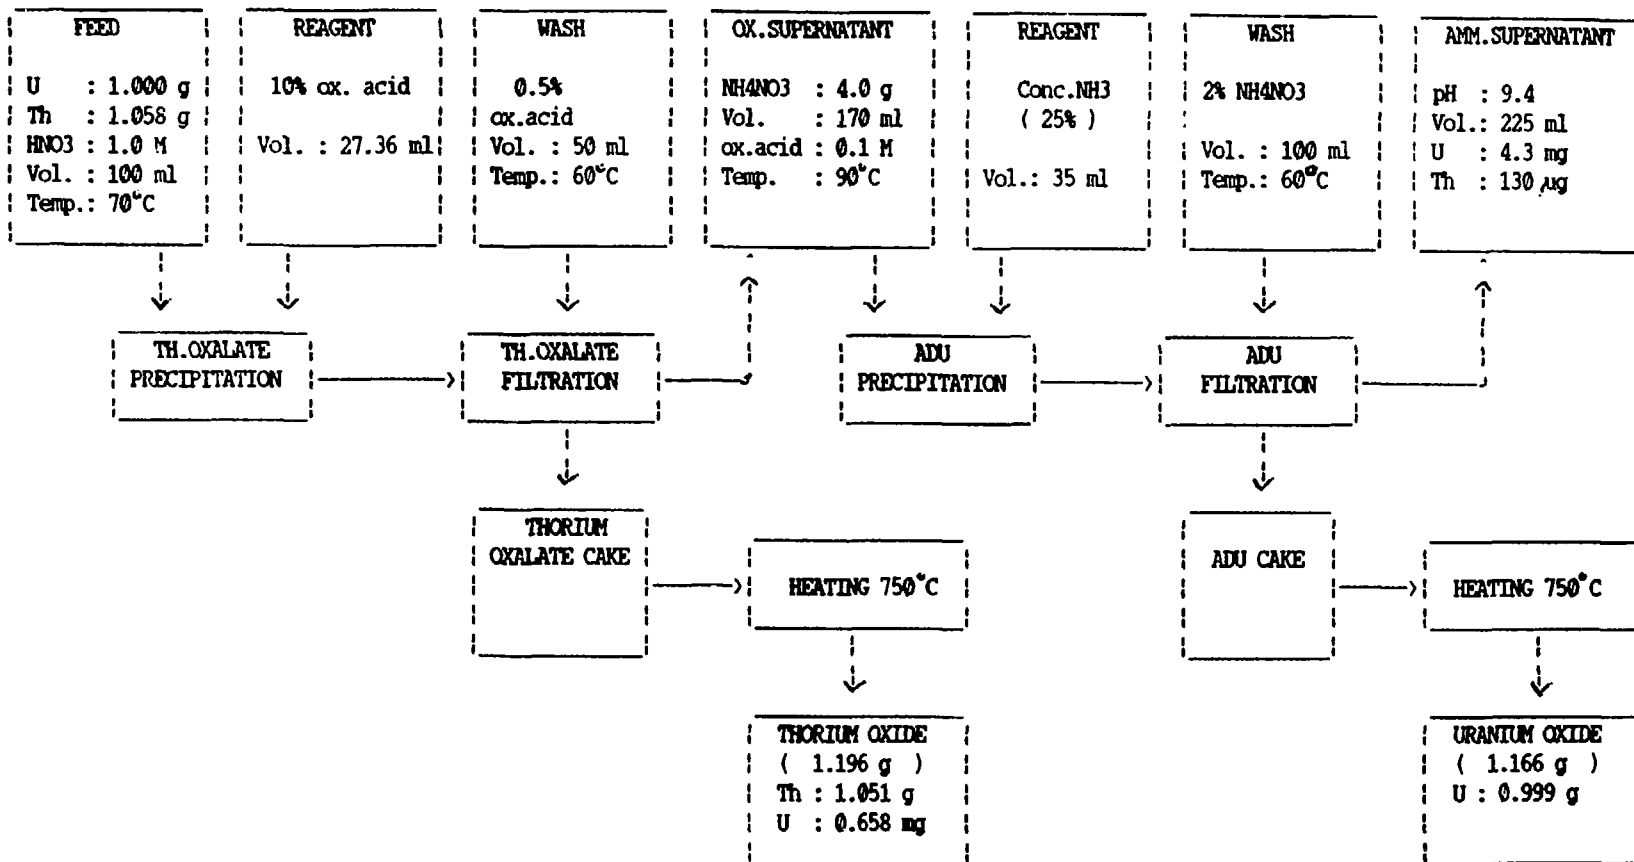 FEED
U : 1.000 g
Th : 1.058 g
HNO3 : 1.0 M
Vol. : 100 ml
Temp.: 70°C
REAGENT
10% ox. acid
Vol. : 27.36 ml
WASH
0.5%
ox.acid
Vol. : 50 ml
Temp.: 60°C
OX.SUPERNATANT
NH4NO3 : 4.0 g
Vol. : 170 ml
ox.acid : 0.1 M
Temp. : 90°C
REAGENT
Conc.NH3
( 25% )
Vol.: 35 ml
WASH
2% NH4NO3
Vol. : 100 ml
Temp.: 60°C
AMM.SUPERNATANT
pH : 9.4
Vol.: 225 ml
U : 4.3 mg
Th : 130 µg
TH.OXALATE
PRECIPITATION
TH.OXALATE
FILTRATION
ADU
PRECIPITATION
ADU
FILTRATION
THORIUM
OXALATE CAKE
HEATING 750°C
ADU CAKE
HEATING 750°C
THORIUM OXIDE
( 1.196 g )
Th : 1.051 g
U : 0.658 mg
URANIUM OXIDE
( 1.166 g )
U : 0.999 g